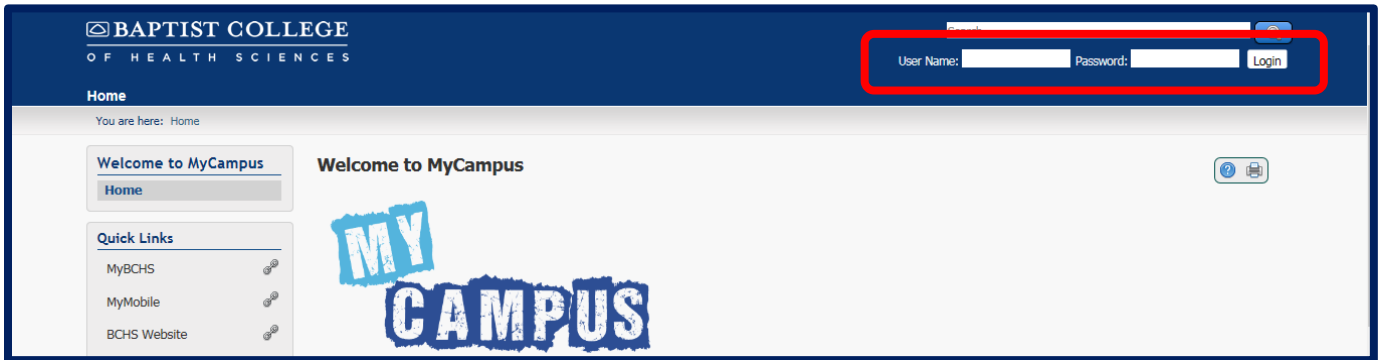 BAPTIST COLLEGE
OF HEALTH SCIENCES
Search
User Name: Password: Login
Home
You are here: Home
Welcome to MyCampus
Home
Quick Links
MyBCHS
MyMobile
BCHS Website
Welcome to MyCampus
MY
CAMPUS